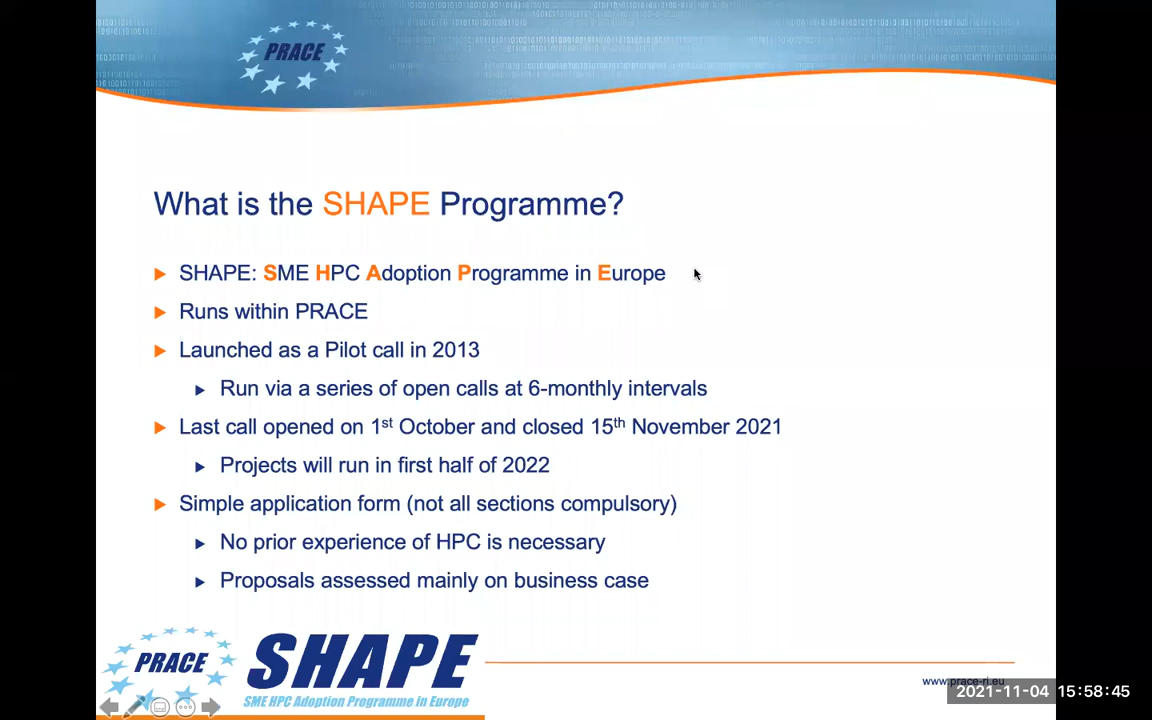 PRACE
What is the SHAPE Programme?
SHAPE: SME HPC Adoption Programme in Europe
Runs within PRACE
Launched as a Pilot call in 2013
Run via a series of open calls at 6-monthly intervals
Last call opened on 1st October and closed 15th November 2021
Projects will run in first half of 2022
Simple application form (not all sections compulsory)
No prior experience of HPC is necessary
Proposals assessed mainly on business case
PRACE
SHAPE
SME HPC Adoption Programme in Europe
www.prace-ri.eu
2021-11-04 15:58:45